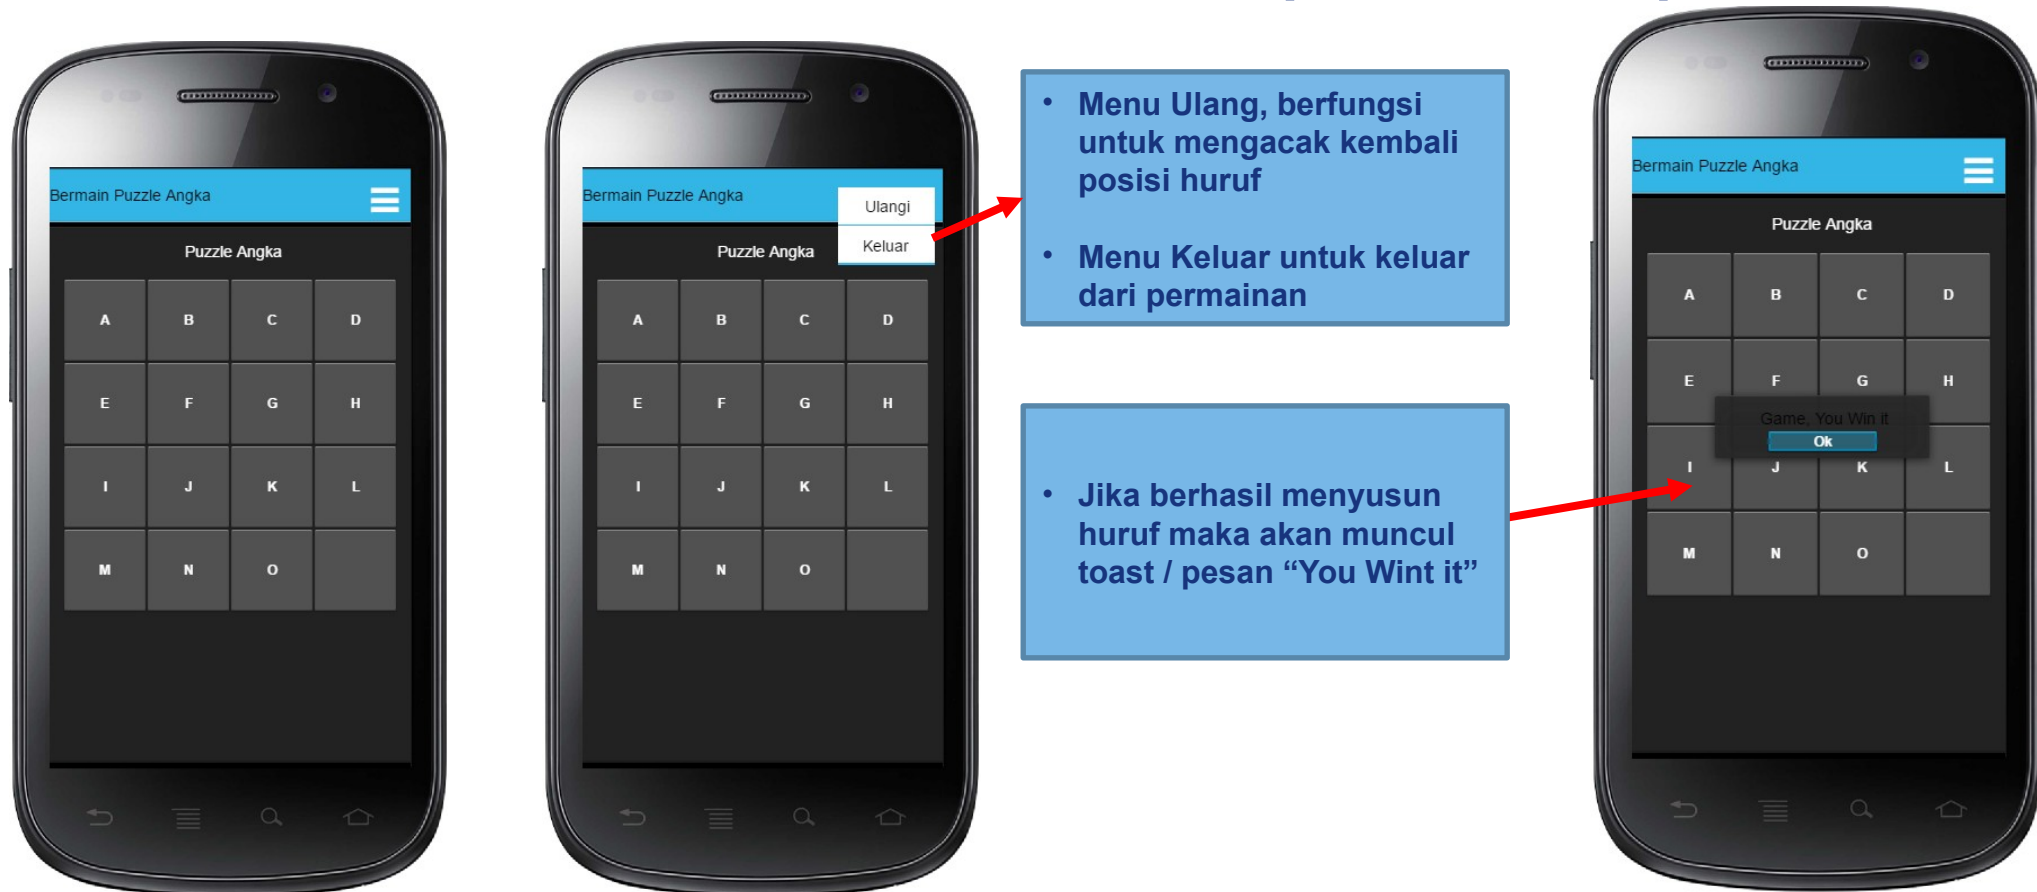 Bermain Puzzle Angka
Puzzle Angka
A B C D
E F G H
I J K L
M N O
Bermain Puzzle Angka
Ulangi
Keluar
Puzzle Angka
A B C D
E F G H
I J K L
M N O
• Menu Ulang, berfungsi
untuk mengacak kembali
posisi huruf
• Menu Keluar untuk keluar
dari permainan
• Jika berhasil menyusun
huruf maka akan muncul
toast / pesan “You Wint it”
Bermain Puzzle Angka
Puzzle Angka
A B C D
E F G H
Game, You Win it
Ok
I J K L
M N O